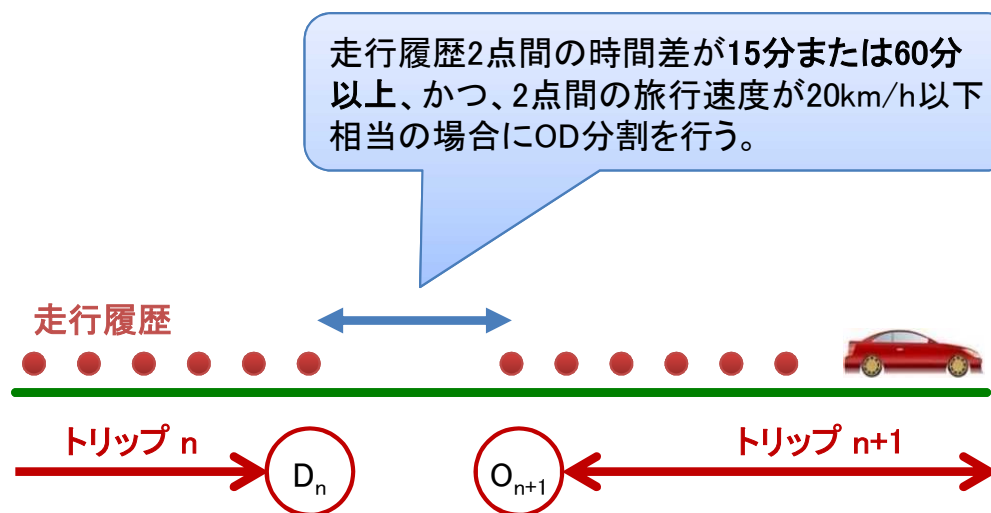 走行履歴2点間の時間差が15分または60分
以上、かつ、2点間の旅行速度が20km/h以下
相当の場合にOD分割を行う。
走行履歴
トリップ n
トリップ n+1
Dn
On+1